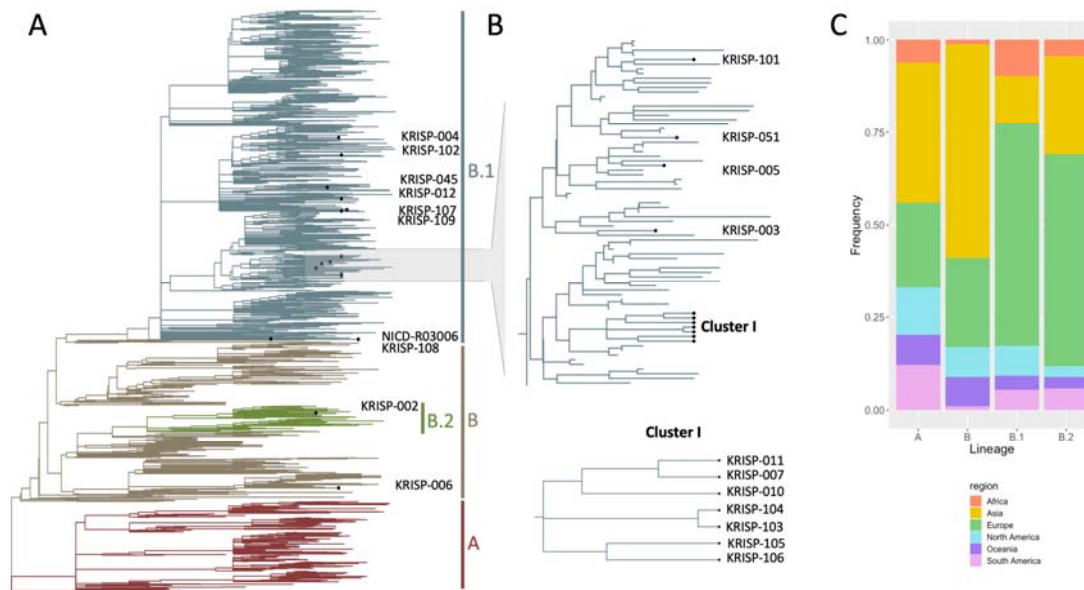 A
KRISP-004
KRISP-102
KRISP-045
KRISP-012
KRISP-107
KRISP-109
B.1
NICD-R03006
KRISP-108
KRISP-002
B.2
B
KRISP-006
A
B
KRISP-101
KRISP-051
KRISP-005
KRISP-003
Cluster I
Cluster I
KRISP-011
KRISP-007
KRISP-010
KRISP-104
KRISP-103
KRISP-105
KRISP-106
C
1.00
0.75
0.50
0.25
0.00
Frequency
A B B.1 B.2
Lineage
region
Africa
Asia
Europe
North America
Oceania
South America